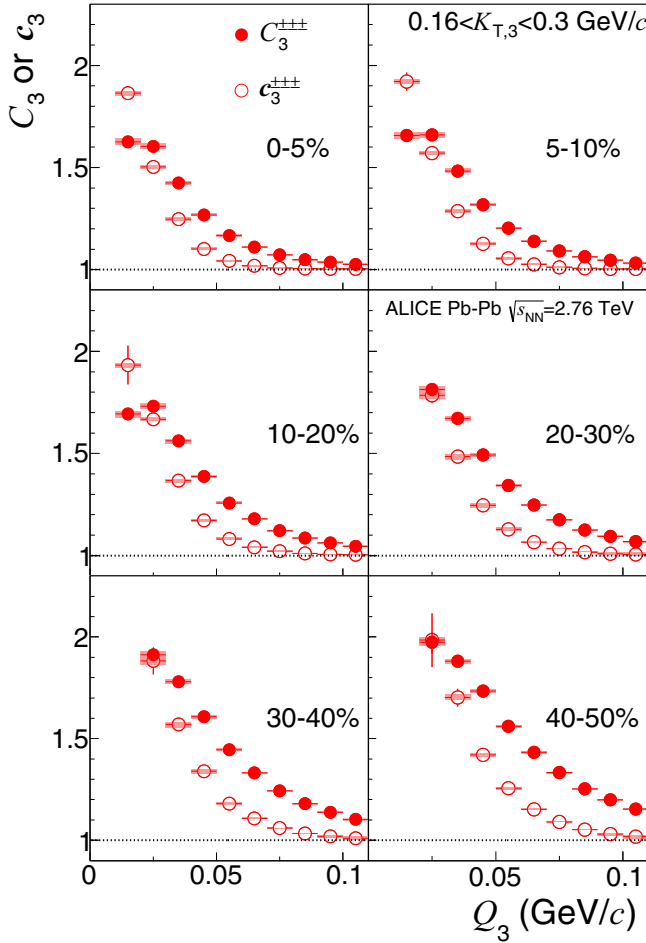 C₃ or c₃
2
1.5
1
C₃^±±±
c₃^±±±
0-5%
0.16<K_T,3<0.3 GeV/c
5-10%
2
1.5
1
10-20%
ALICE Pb-Pb √s_NN=2.76 TeV
20-30%
2
1.5
1
30-40%
40-50%
0 0.05 0.1 0.05 0.1
Q₃ (GeV/c)